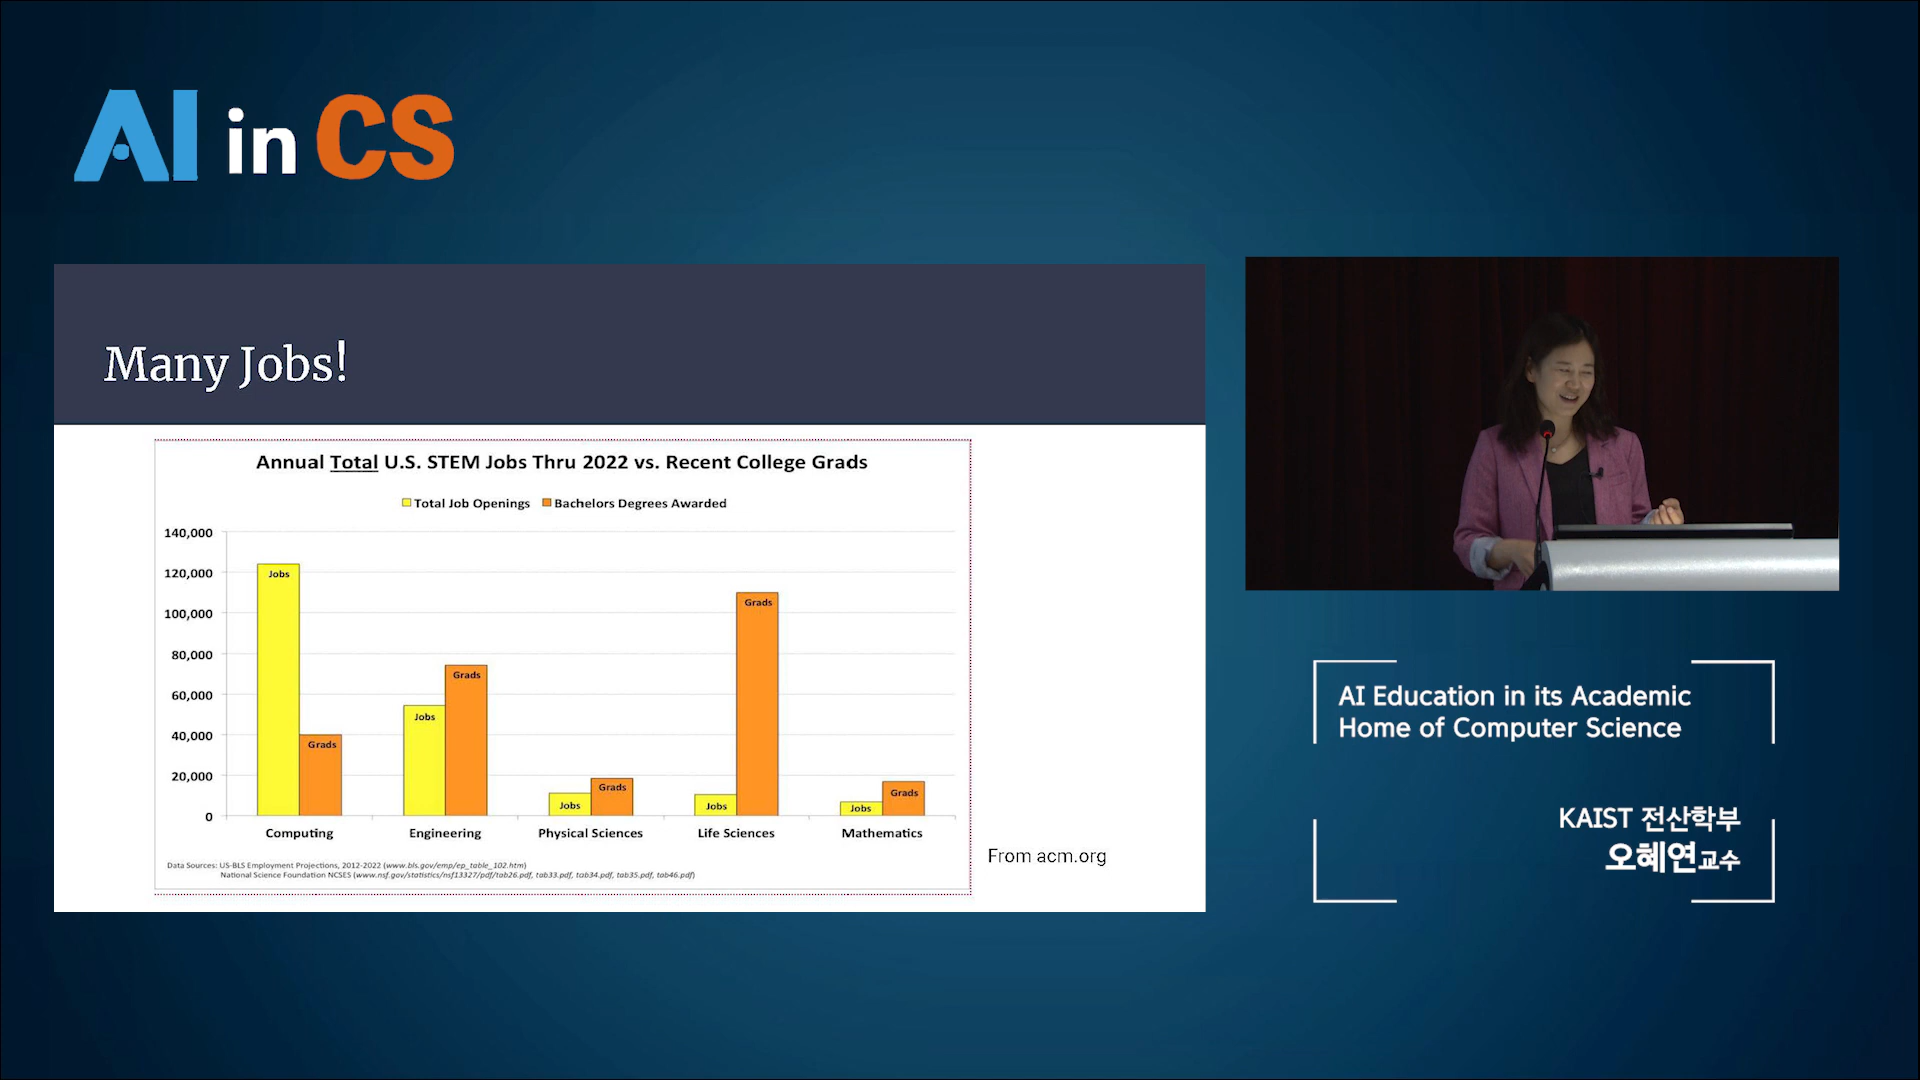 AI in CS
Many Jobs!
Annual Total U.S. STEM Jobs Thru 2022 vs. Recent College Grads
Total Job Openings Bachelors Degrees Awarded
140,000
120,000
100,000
80,000
60,000
40,000
20,000
0
Jobs
Grads
Jobs
Grads
Jobs
Grads
Jobs
Grads
Jobs
Grads
Computing Engineering Physical Sciences Life Sciences Mathematics
Data Sources: US-BLS Employment Projections, 2012-2022 (www.bls.gov/emp/ep_table_102.htm)
National Science Foundation NCSES (www.nsf.gov/statistics/nsf13327/pdf/tab26.pdf, tab33.pdf, tab34.pdf, tab35.pdf, tab46.pdf)
From acm.org
AI Education in its Academic
Home of Computer Science
KAIST 전산학부
오혜연교수